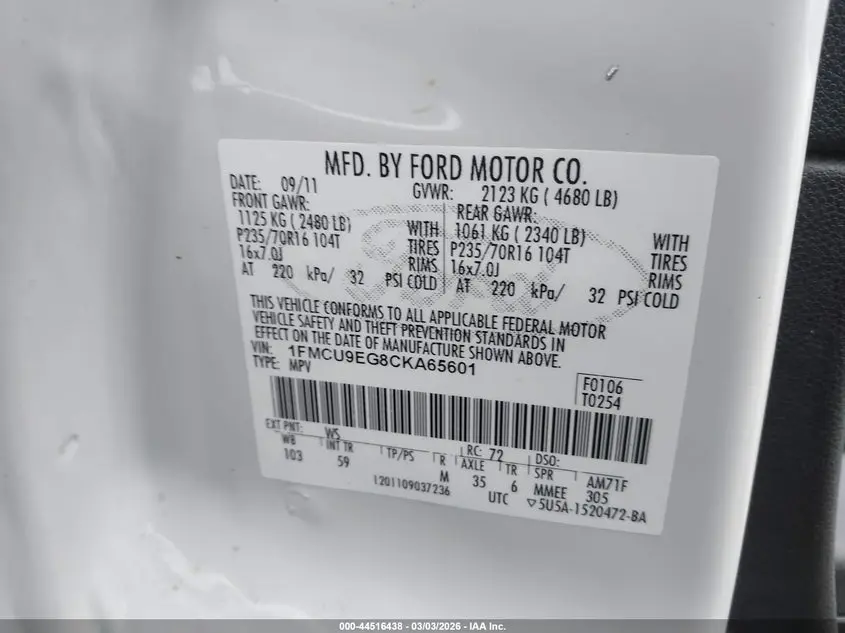 MFD. BY FORD MOTOR CO.
DATE: 09/11 GVWR: 2123 KG ( 4680 LB)
FRONT GAWR: REAR GAWR:
1125 KG ( 2480 LB) WITH 1061 KG ( 2340 LB) WITH
P235/70R16 104T TIRES P235/70R16 104T TIRES
16x7.0J RIMS 16x7.0J RIMS
AT 220 kPa/ 32 PSI COLD AT 220 kPa/ 32 PSI COLD
THIS VEHICLE CONFORMS TO ALL APPLICABLE FEDERAL MOTOR
VEHICLE SAFETY AND THEFT PREVENTION STANDARDS IN
EFFECT ON THE DATE OF MANUFACTURE SHOWN ABOVE.
VIN: 1FMCU9EG8CKA65601
TYPE: MPV
F0106
T0254
EXT PNT: WS RC: 72 DSO:
WB INT TR TP/PS R AXLE TR SPR AM71F
103 59 M 35 6 MMEE 305
1201109037236 UTC ▽5U5A-1520472-BA
000-44516438 - 03/03/2026 - IAA Inc.